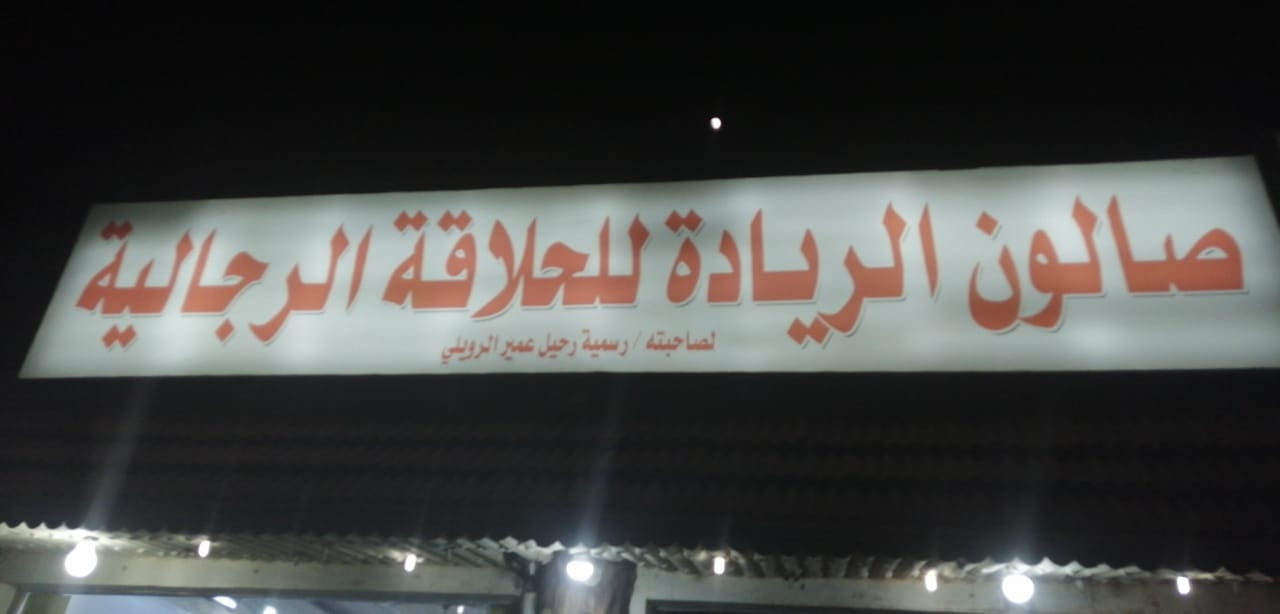 صالون الريادة للحلاقة الرجالية
لصاحبته / رسمية رحيل عمير الرويلي